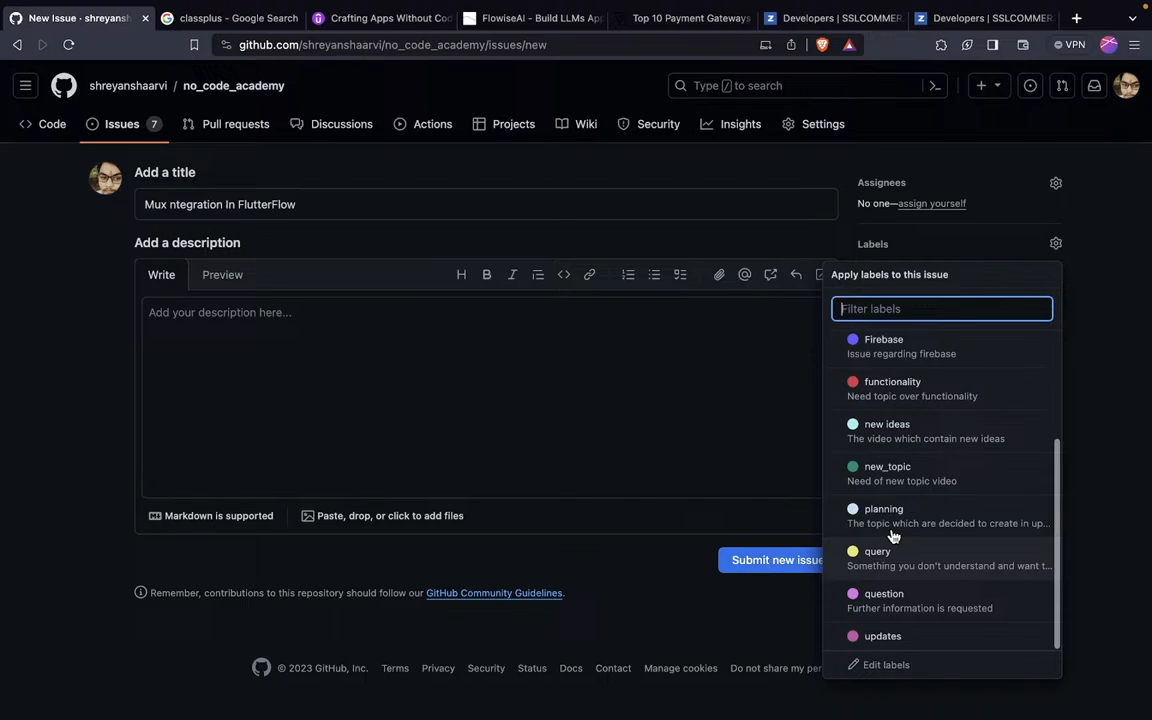 New Issue · shreyansh
classplus - Google Search
Crafting Apps Without Co
FlowiseAI - Build LLMs Ap
Top 10 Payment Gateways
Developers | SSLCOMMER
Developers | SSLCOMMER
github.com/shreyanshaarvi/no_code_academy/issues/new
VPN
shreyanshaarvi / no_code_academy
Type / to search
Code
Issues 7
Pull requests
Discussions
Actions
Projects
Wiki
Security
Insights
Settings
Add a title
Mux ntegration In FlutterFlow
Add a description
Write
Preview
H B I
Add your description here...
Markdown is supported
Paste, drop, or click to add files
Submit new issue
Remember, contributions to this repository should follow our GitHub Community Guidelines.
Assignees
No one—assign yourself
Labels
Apply labels to this issue
Filter labels
Firebase
Issue regarding firebase
functionality
Need topic over functionality
new ideas
The video which contain new ideas
new_topic
Need of new topic video
planning
The topic which are decided to create in up...
query
Something you don't understand and want t...
question
Further information is requested
updates
Edit labels
© 2023 GitHub, Inc.
Terms
Privacy
Security
Status
Docs
Contact
Manage cookies
Do not share my per